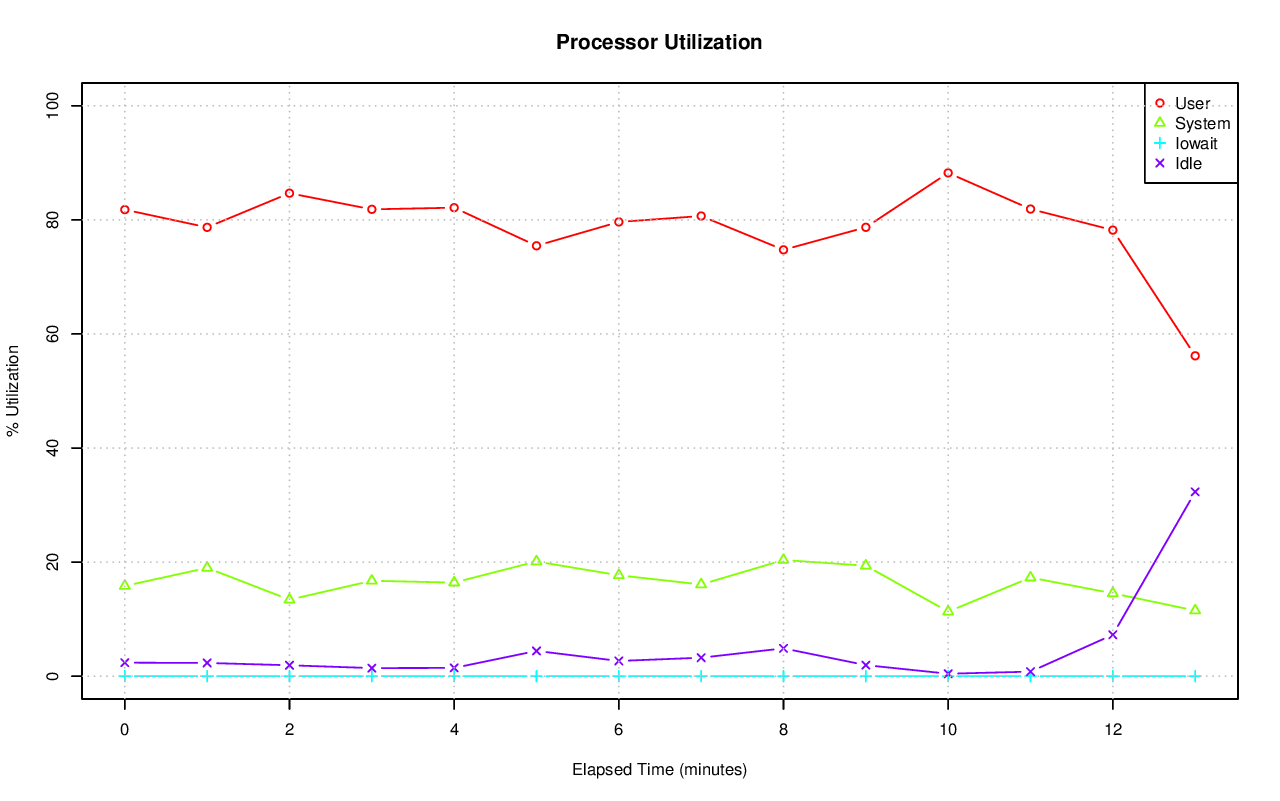 Processor Utilization
User
System
Iowait
Idle
% Utilization
100
80
60
40
20
0
0 2 4 6 8 10 12
Elapsed Time (minutes)